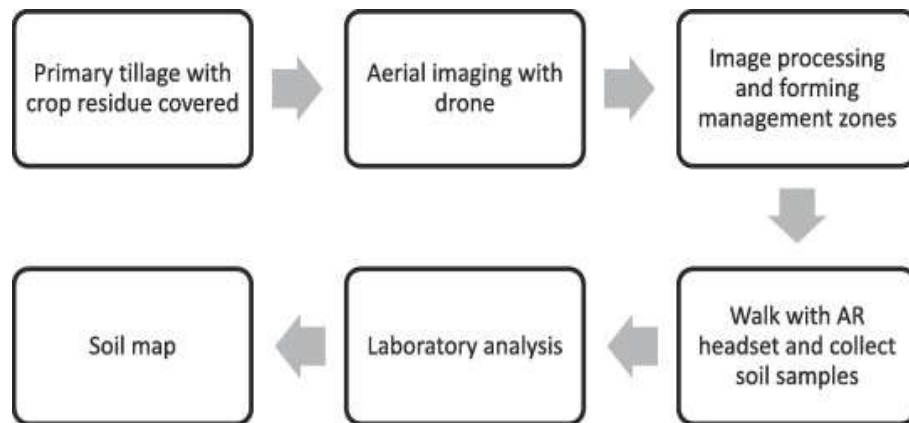 Primary tillage with
crop residue covered
Aerial imaging with
drone
Image processing
and forming
management zones
Walk with AR
headset and collect
soil samples
Laboratory analysis
Soil map